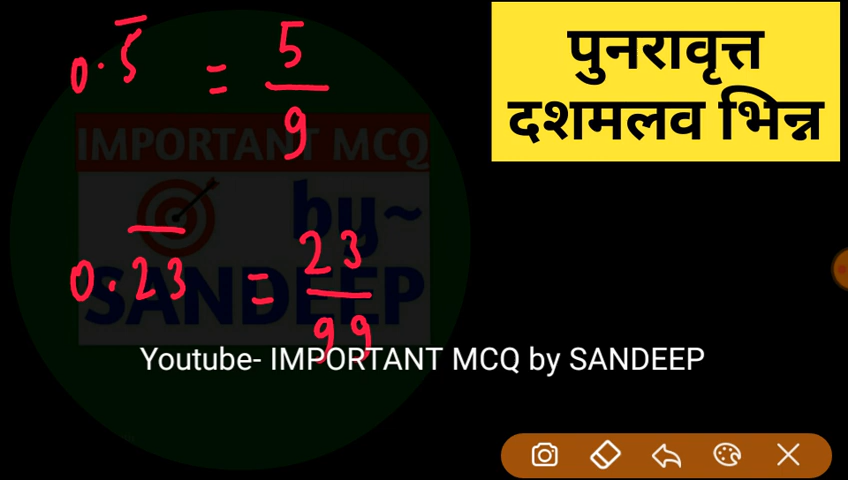 0.5̅ = 5/9
पुनरावृत्त
दशमलव भिन्न
IMPORTANT MCQ
by~
SANDEEP
0.2̅3̅ = 23/99
Youtube- IMPORTANT MCQ by SANDEEP